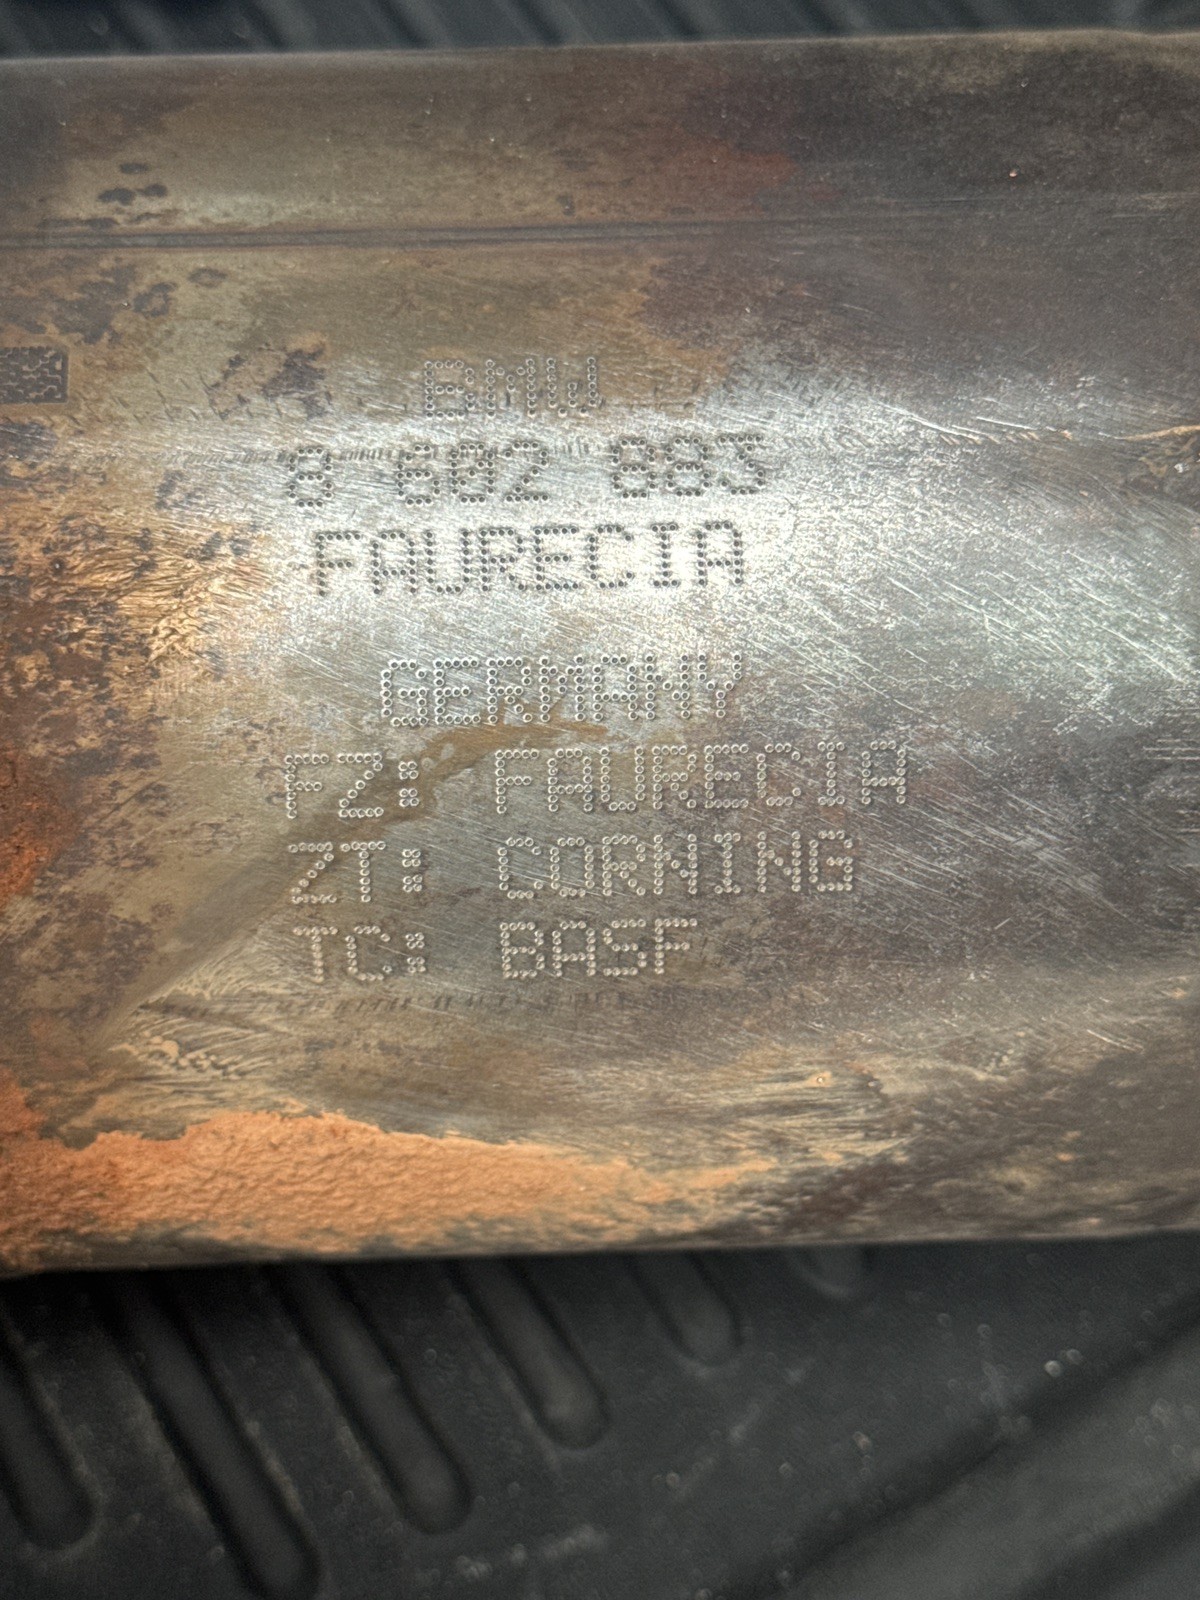 BMW
8 602 883
FAURECIA
GERMANY
FZ: FAURECIA
ZT: CORNING
TC: BASF